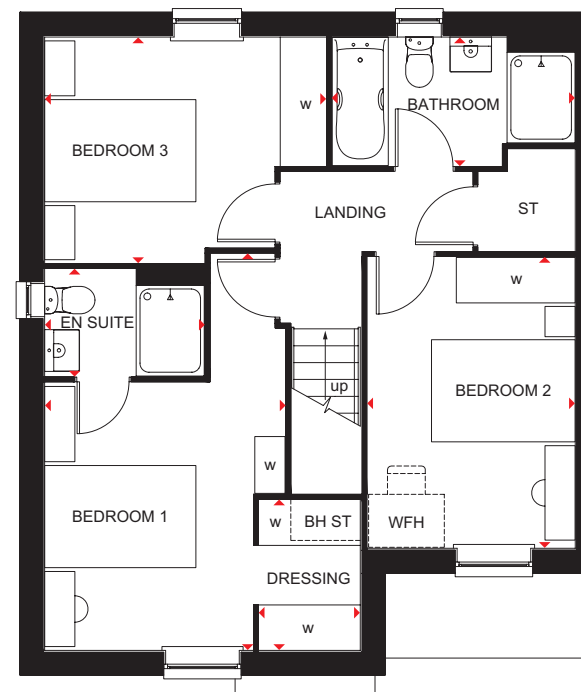 w
BATHROOM
BEDROOM 3
LANDING
ST
w
EN SUITE
up
BEDROOM 2
w
BEDROOM 1
w
BH ST
WFH
DRESSING
w